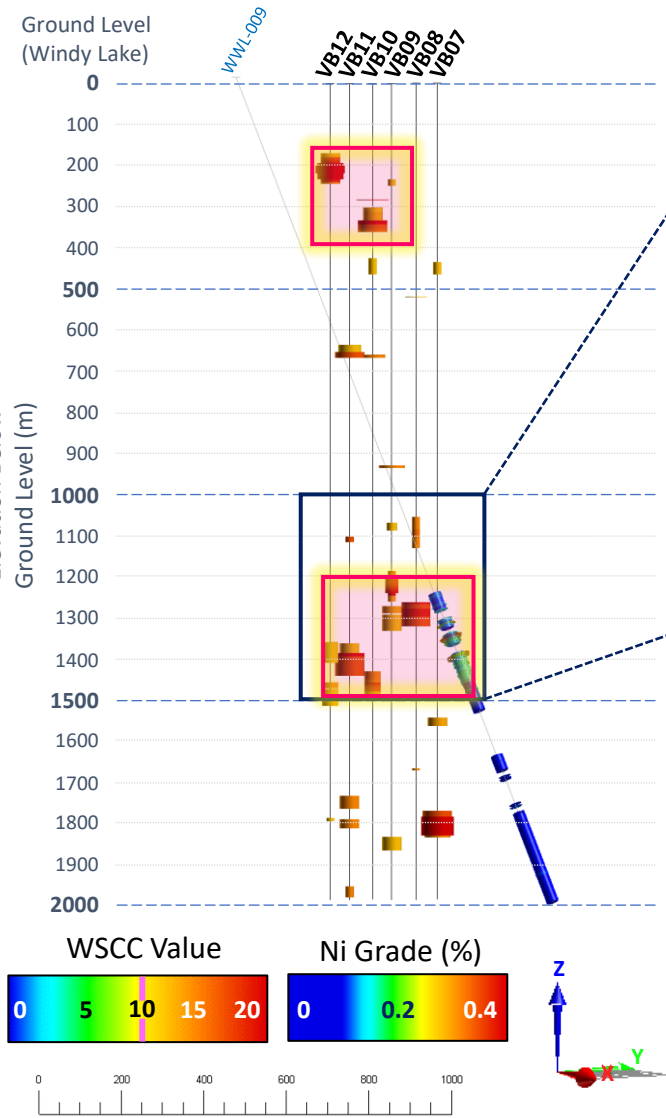 Ground Level
(Windy Lake)
WWL-009
VB12
VB11
VB10
VB09
VB08
VB07
0
100
200
300
400
500
600
700
800
900
1000
1100
1200
1300
1400
1500
1600
1700
1800
1900
2000
Ground Level (m)
WSCC Value
0 5 10 15 20
Ni Grade (%)
0 0.2 0.4
Z
Y
X
0 200 400 600 800 1000